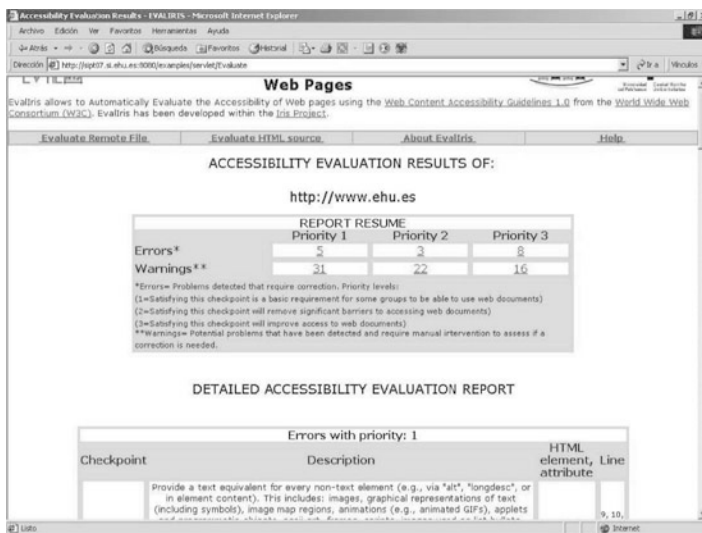 Accessibility Evaluation Results - EVALIRIS - Microsoft Internet Explorer
Archivo Edición Ver Favoritos Herramientas Ayuda
Atrás Búsqueda Favoritos Historial
Dirección http://sipt07.si.ehu.es:8080/examples/servlet/Evaluate Ir a Vínculos
Web Pages
EvalIris allows to Automatically Evaluate the Accessibility of Web pages using the Web Content Accessibility Guidelines 1.0 from the World Wide Web
Consortium (W3C). EvalIris has been developed within the Iris Project.
Evaluate Remote File Evaluate HTML source About EvalIris Help
ACCESSIBILITY EVALUATION RESULTS OF:
http://www.ehu.es
REPORT RESUME
Priority 1 Priority 2 Priority 3
Errors* 5 3 8
Warnings** 31 22 16
*Errors= Problems detected that require correction. Priority levels:
(1=Satisfying this checkpoint is a basic requirement for some groups to be able to use web documents)
(2=Satisfying this checkpoint will remove significant barriers to accessing web documents)
(3=Satisfying this checkpoint will improve access to web documents)
**Warnings= Potential problems that have been detected and require manual intervention to assess if a
correction is needed.
DETAILED ACCESSIBILITY EVALUATION REPORT
Errors with priority: 1
Checkpoint Description HTML element, attribute Line
Provide a text equivalent for every non-text element (e.g., via "alt", "longdesc", or
in element content). This includes: images, graphical representations of text
(including symbols), image map regions, animations (e.g., animated GIFs), applets
9, 10,
Listo Internet